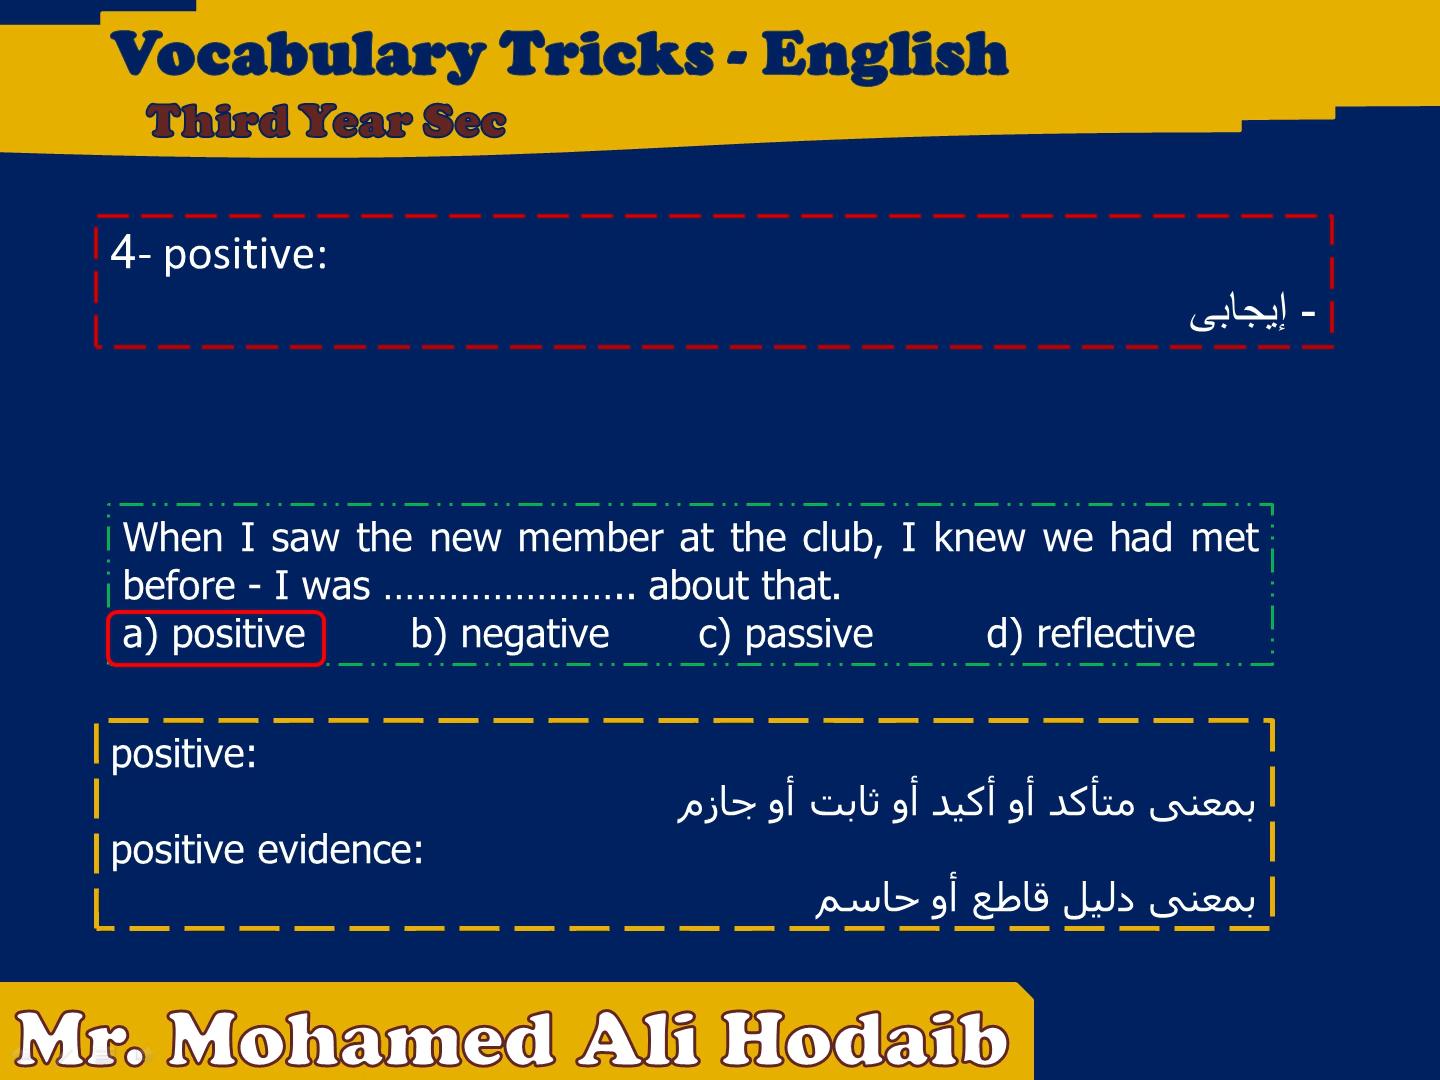 Vocabulary Tricks - English
Third Year Sec
4- positive:
- إيجابى
When I saw the new member at the club, I knew we had met
before - I was …………………….. about that.
a) positive b) negative c) passive d) reflective
positive:
بمعنى متأكد أو أكيد أو ثابت أو جازم
positive evidence:
بمعنى دليل قاطع أو حاسم
Mr. Mohamed Ali Hodaib